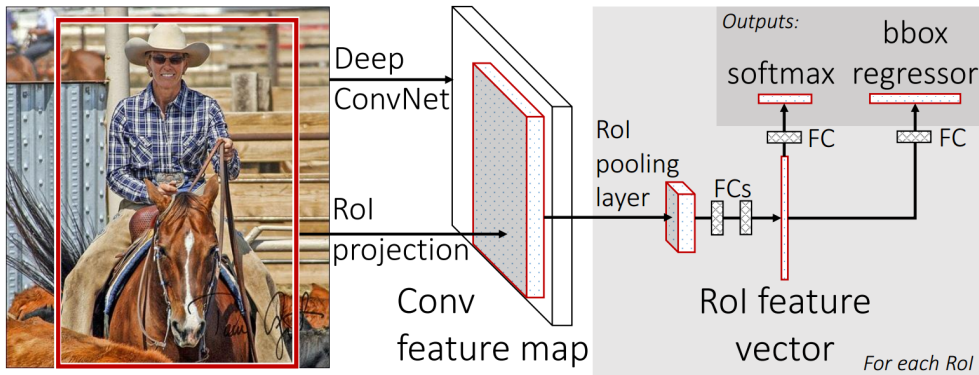 Deep
ConvNet
RoI
projection
Conv
feature map
RoI
pooling
layer
FCs
Outputs:
softmax
bbox
regressor
FC
FC
RoI feature
vector
For each RoI